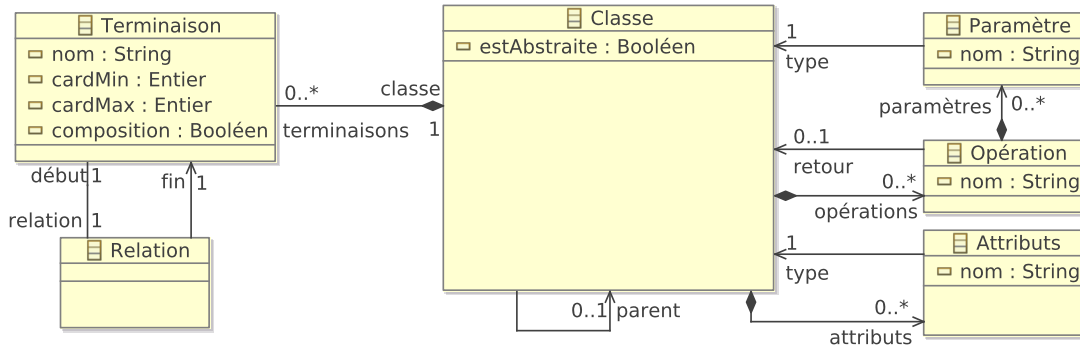 Terminaison
nom : String
cardMin : Entier
cardMax : Entier
composition : Booléen
0..*
terminaisons
classe
1
début
1
relation
1
fin
1
Relation
Classe
estAbstraite : Booléen
0..1
parent
1
type
0..1
retour
0..*
opérations
1
type
0..*
attributs
Paramètre
nom : String
paramètres
0..*
Opération
nom : String
Attributs
nom : String